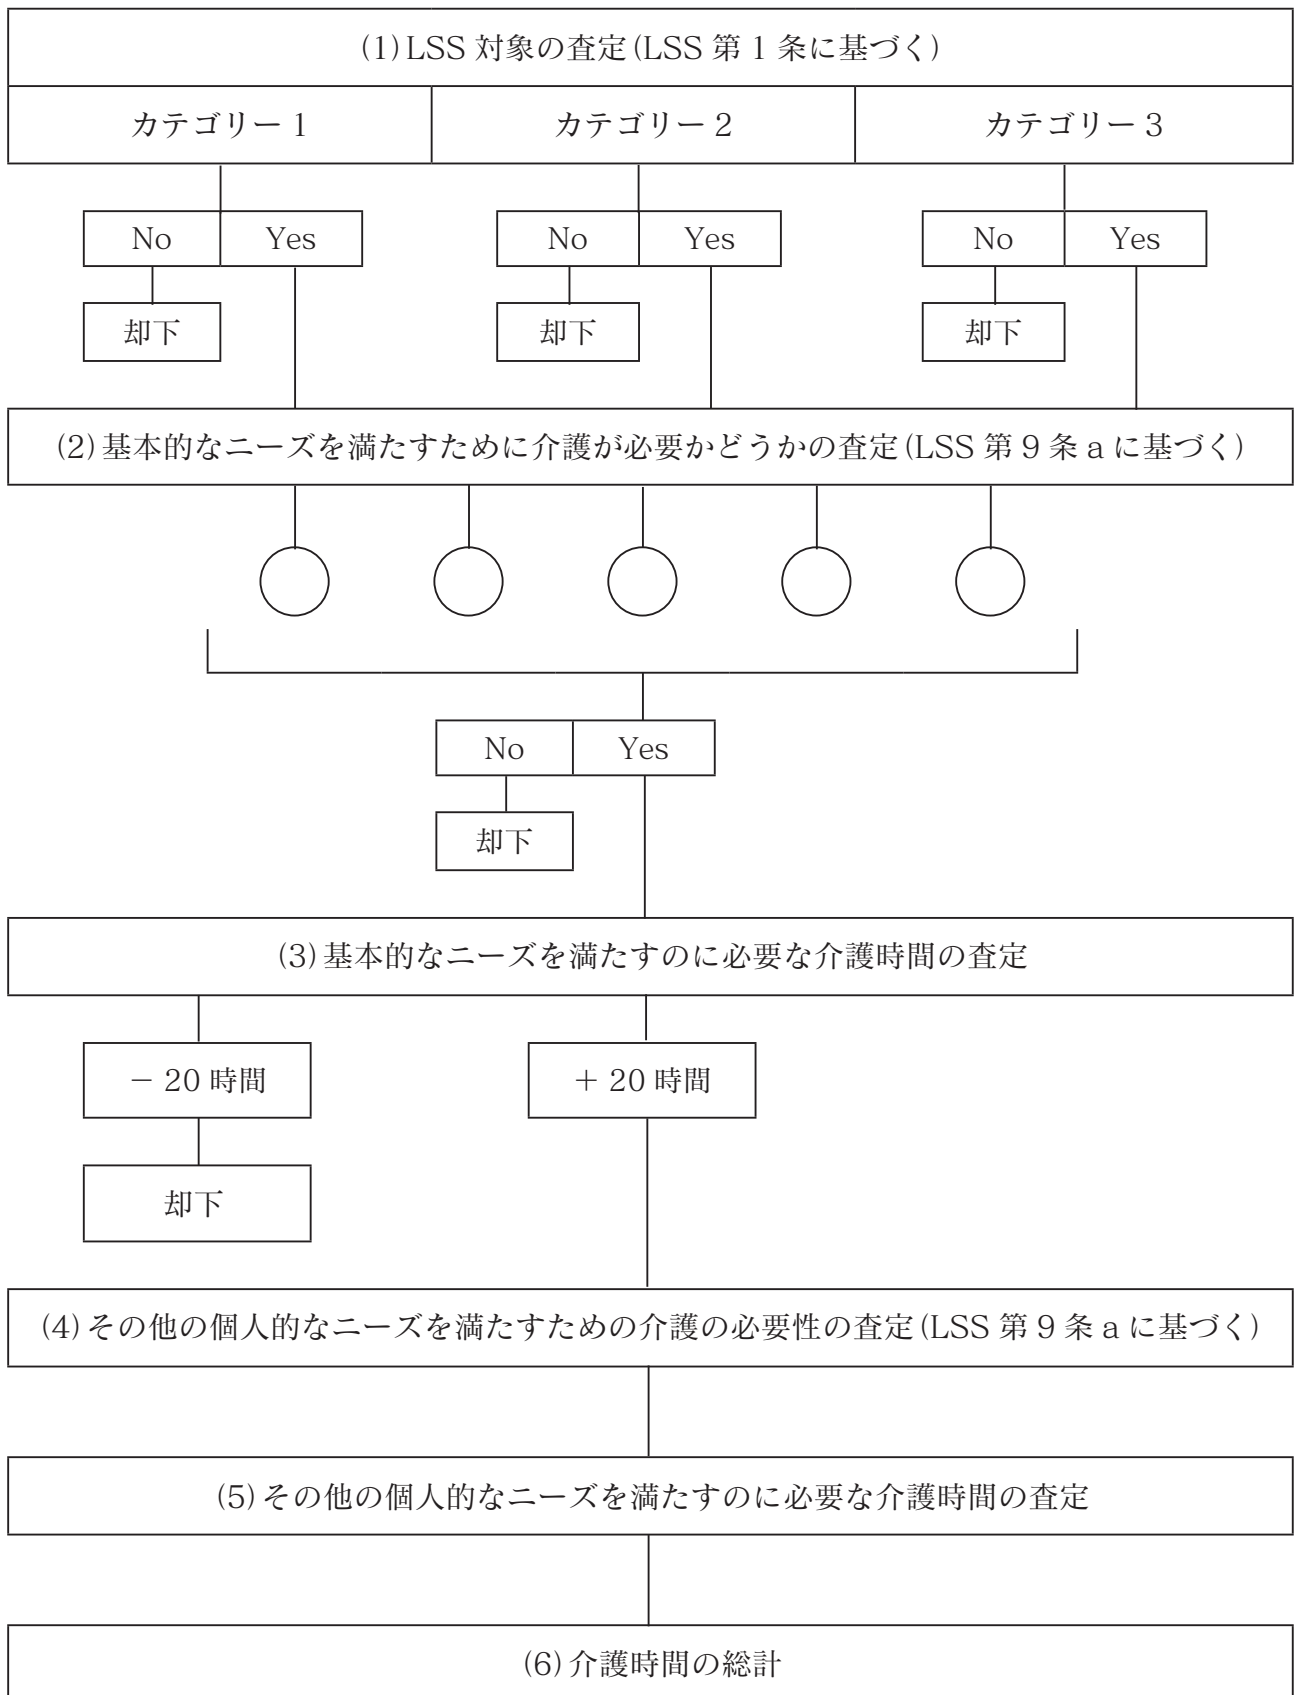 (1)LSS 対象の査定(LSS 第 1 条に基づく)
カテゴリー 1
カテゴリー 2
カテゴリー 3
No
Yes
No
Yes
No
Yes
却下
却下
却下
(2)基本的なニーズを満たすために介護が必要かどうかの査定(LSS 第 9 条 a に基づく)
No
Yes
却下
(3)基本的なニーズを満たすのに必要な介護時間の査定
－ 20 時間
＋ 20 時間
却下
(4)その他の個人的なニーズを満たすための介護の必要性の査定(LSS 第 9 条 a に基づく)
(5)その他の個人的なニーズを満たすのに必要な介護時間の査定
(6)介護時間の総計